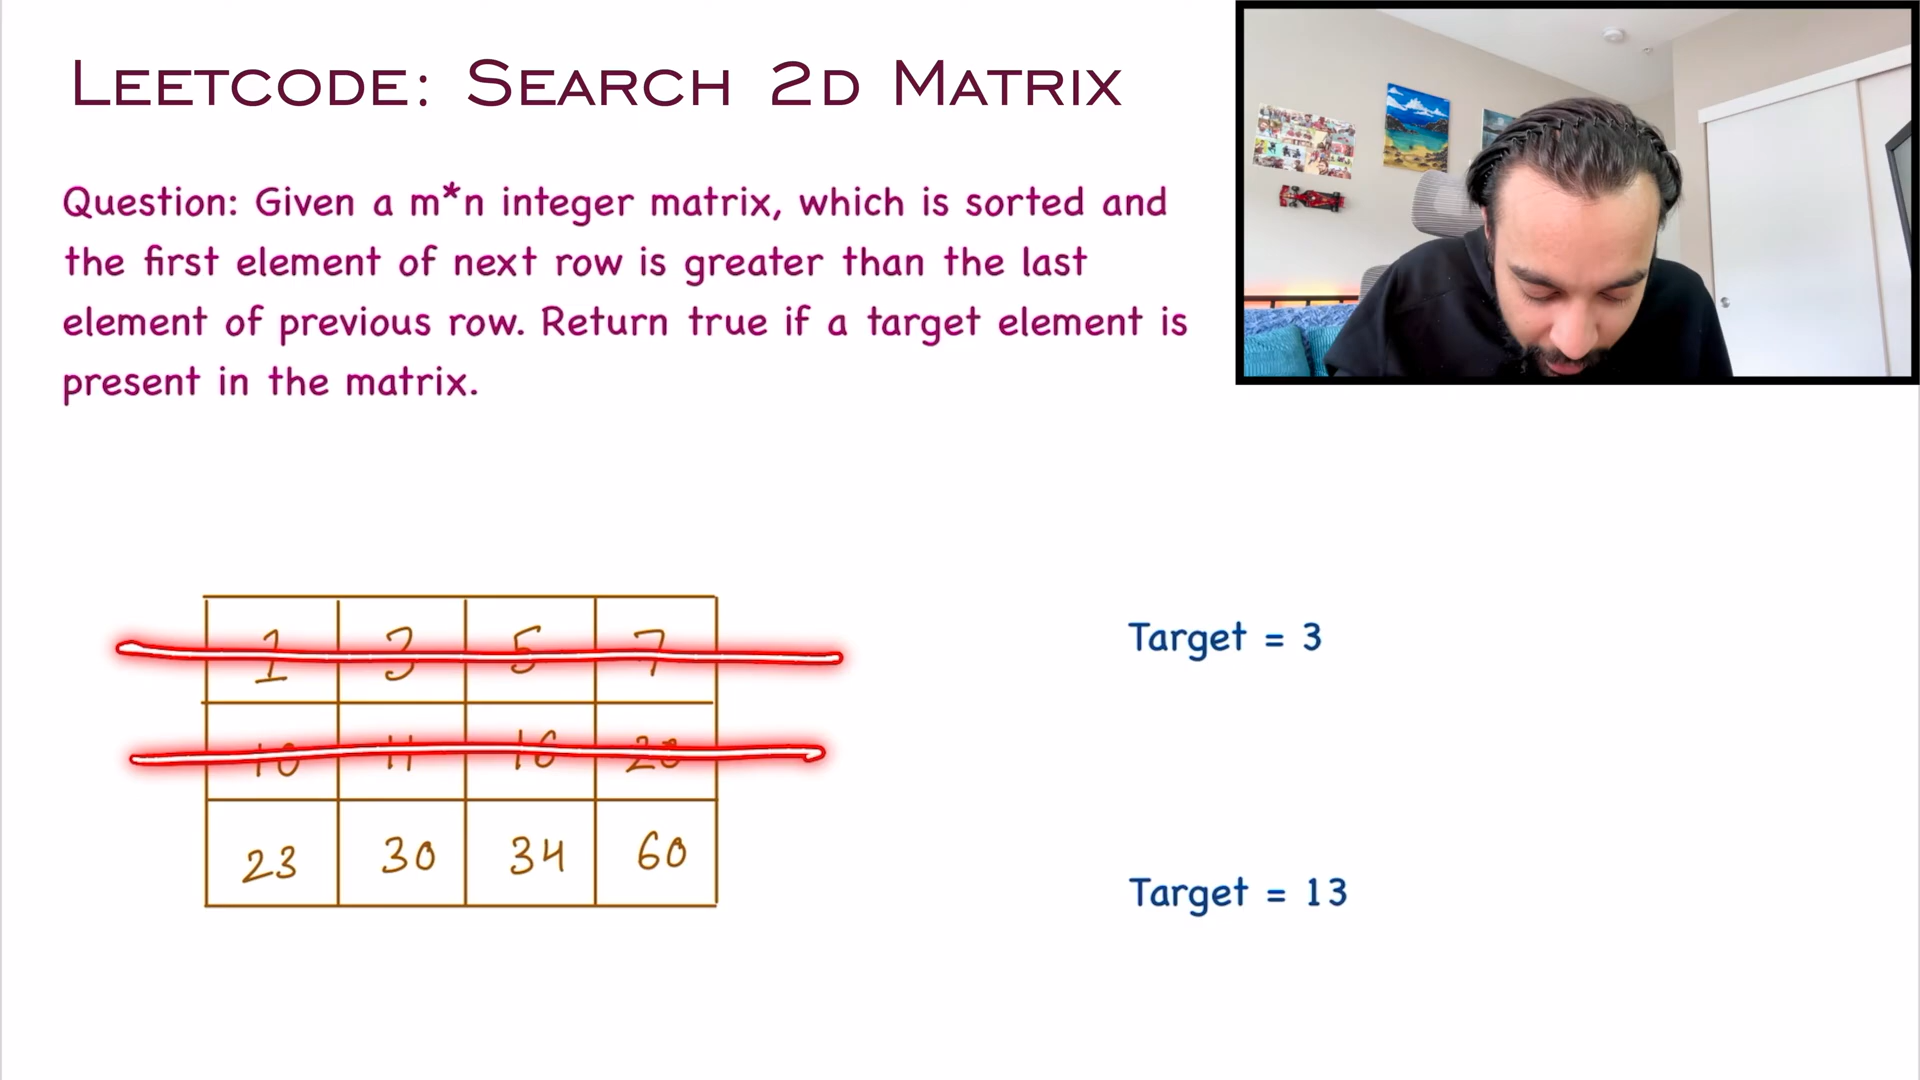 LEETCODE: SEARCH 2D MATRIX
Question: Given a m*n integer matrix, which is sorted and
the first element of next row is greater than the last
element of previous row. Return true if a target element is
present in the matrix.
1 3 5 7
10 11 16 20
23 30 34 60
Target = 3
Target = 13